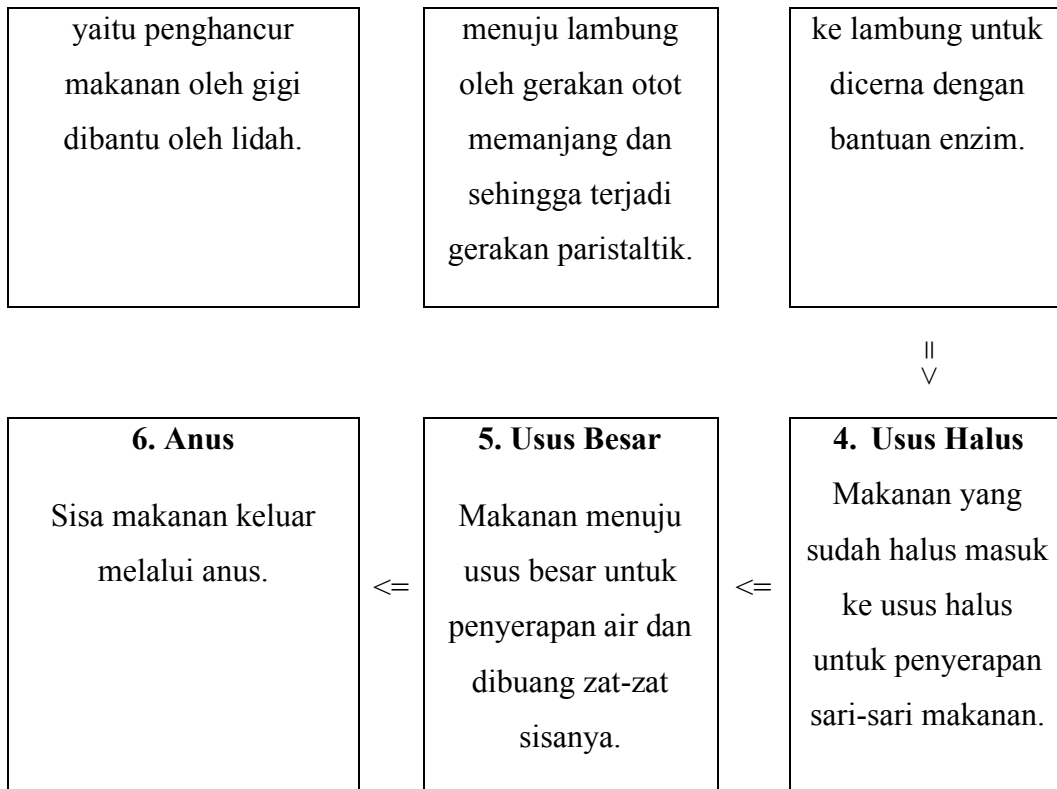 yaitu penghancur
makanan oleh gigi
dibantu oleh lidah.
menuju lambung
oleh gerakan otot
memanjang dan
sehingga terjadi
gerakan paristaltik.
ke lambung untuk
dicerna dengan
bantuan enzim.
=>
6. Anus
Sisa makanan keluar
melalui anus.
<=
5. Usus Besar
Makanan menuju
usus besar untuk
penyerapan air dan
dibuang zat-zat
sisanya.
<=
4. Usus Halus
Makanan yang
sudah halus masuk
ke usus halus
untuk penyerapan
sari-sari makanan.